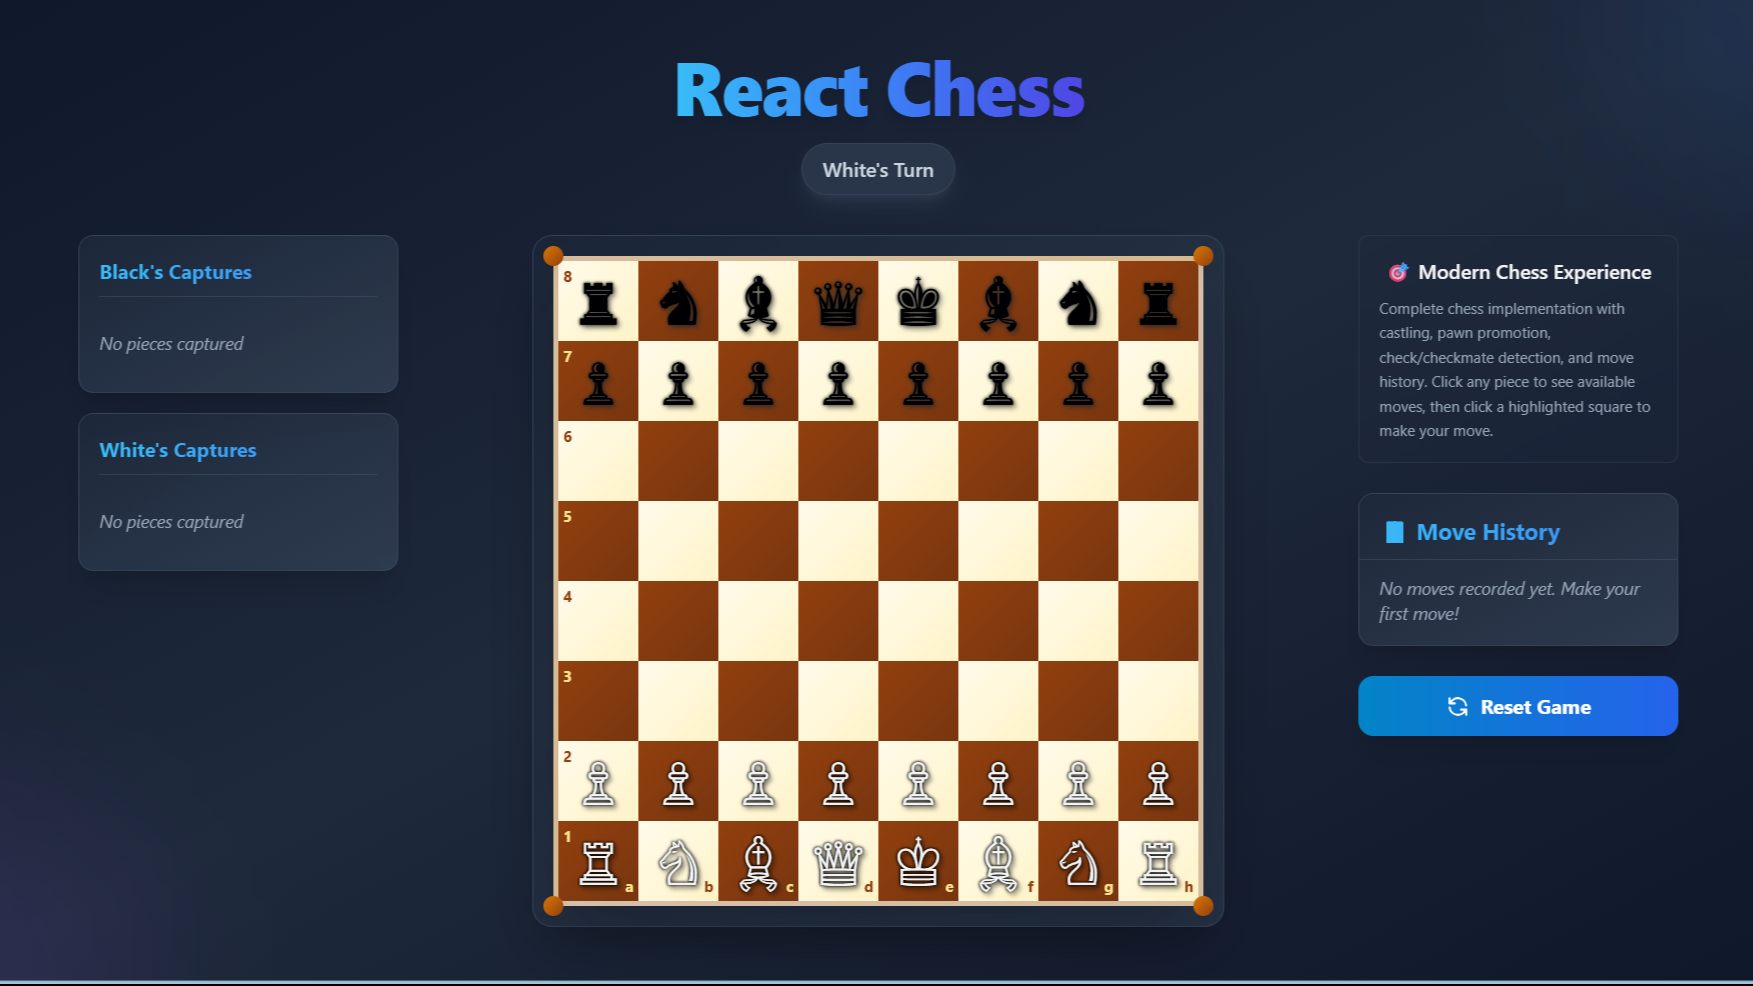 React Chess
White's Turn
Black's Captures
No pieces captured
White's Captures
No pieces captured
8
7
6
5
4
3
2
1
a b c d e f g h
Modern Chess Experience
Complete chess implementation with
castling, pawn promotion,
check/checkmate detection, and move
history. Click any piece to see available
moves, then click a highlighted square to
make your move.
Move History
No moves recorded yet. Make your
first move!
Reset Game